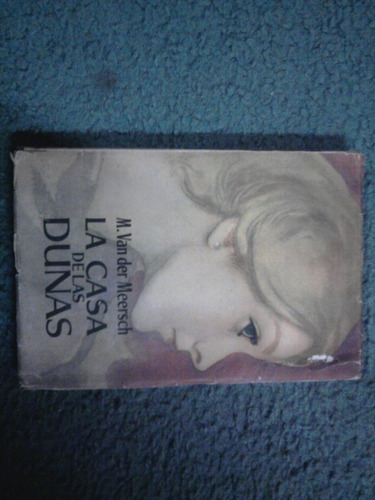 M. Van der Meersch
LA CASA
DE LAS
DUNAS